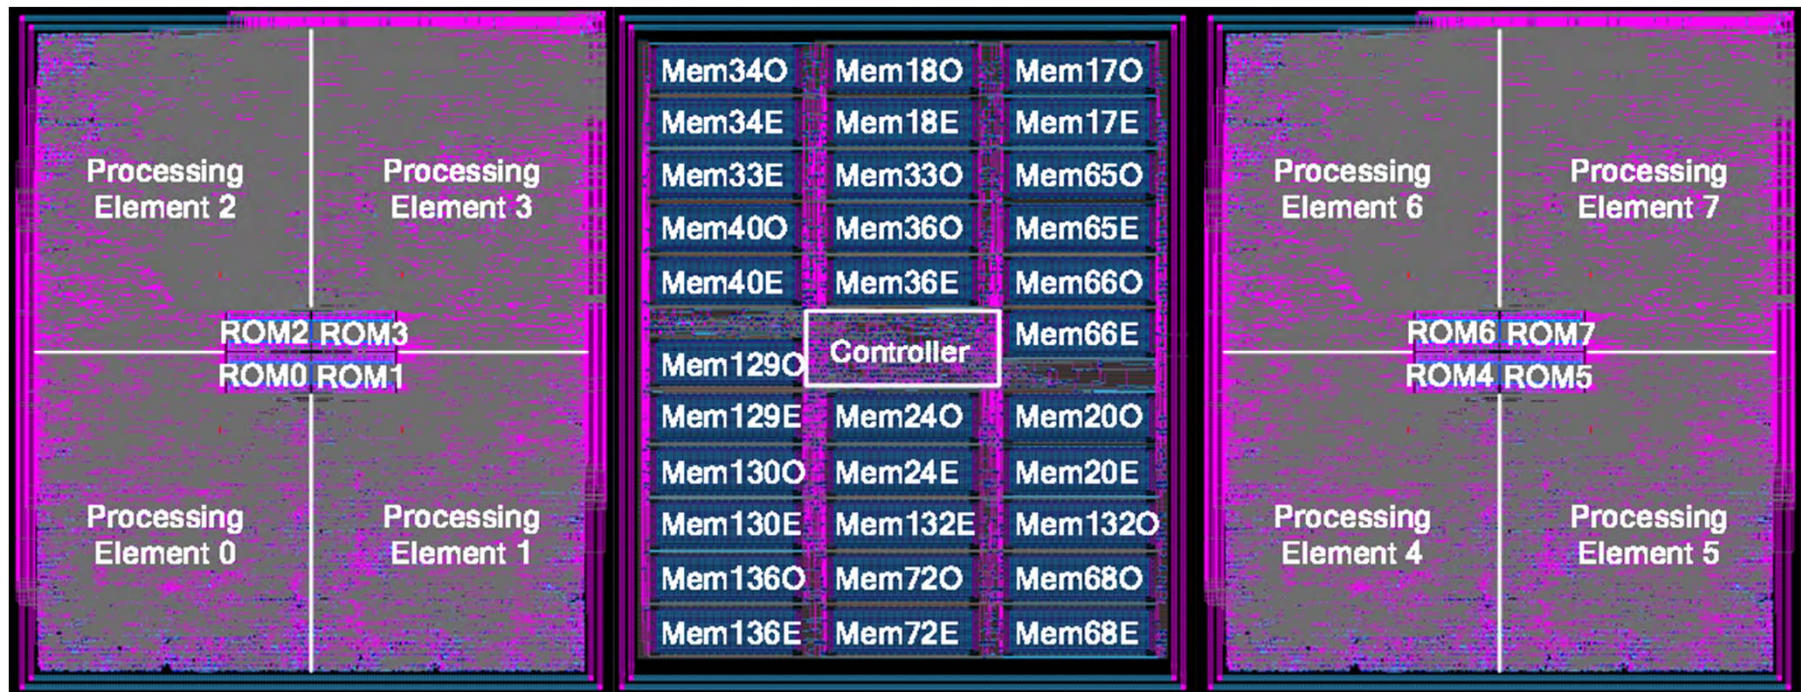 Processing
Element 2
Processing
Element 3
ROM2 ROM3
ROM0 ROM1
Processing
Element 0
Processing
Element 1
Mem34O Mem18O Mem17O
Mem34E Mem18E Mem17E
Mem33E Mem33O Mem65O
Mem40O Mem36O Mem65E
Mem40E Mem36E Mem66O
Mem66E
Controller
Mem129O
Mem129E Mem24O Mem20O
Mem130O Mem24E Mem20E
Mem130E Mem132E Mem132O
Mem136O Mem72O Mem68O
Mem136E Mem72E Mem68E
Processing
Element 6
Processing
Element 7
ROM6 ROM7
ROM4 ROM5
Processing
Element 4
Processing
Element 5